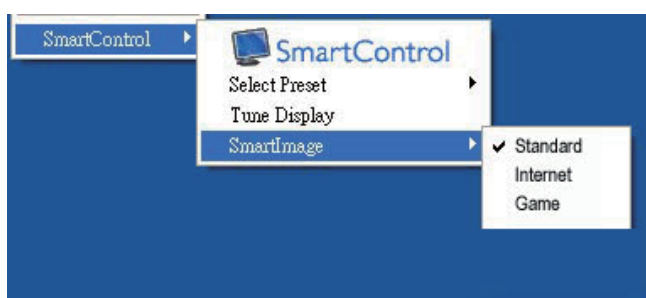 SmartControl
SmartControl
Select Preset
Tune Display
SmartImage
Standard
Internet
Game